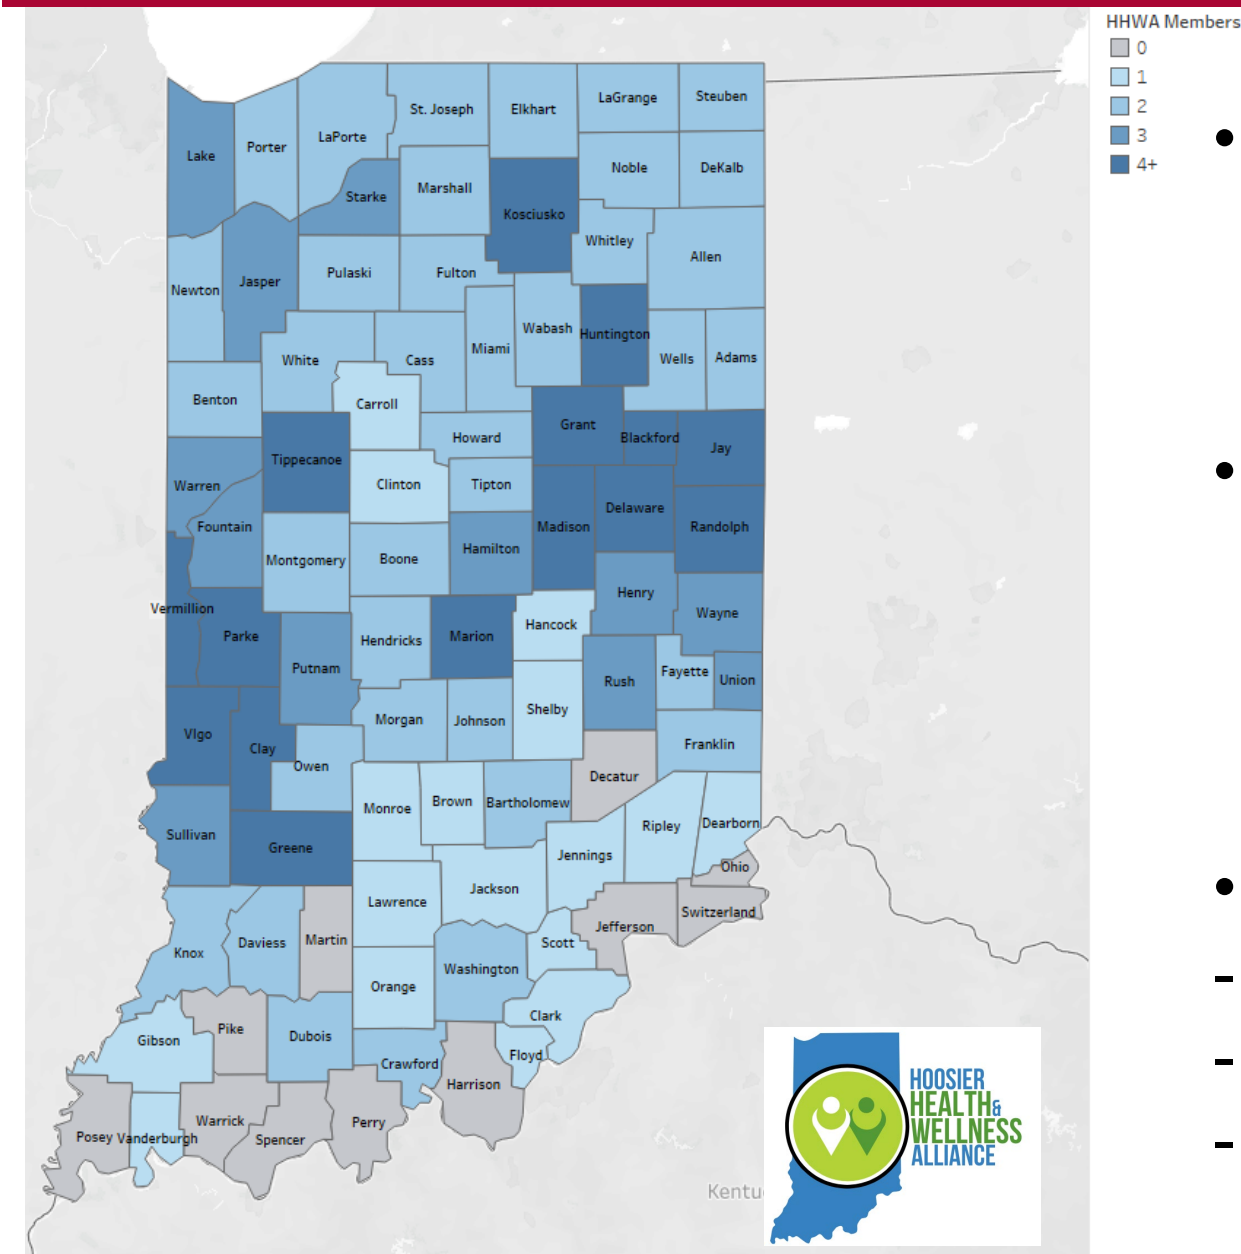 HHWA Members
0
1
2
3
4+
St. Joseph
Elkhart
LaGrange
Steuben
Lake
Porter
LaPorte
Noble
DeKalb
Starke
Marshall
Kosciusko
Whitley
Allen
Newton
Jasper
Pulaski
Fulton
White
Cass
Miami
Wabash
Huntington
Wells
Adams
Benton
Carroll
Howard
Grant
Blackford
Jay
Tippecanoe
Warren
Clinton
Tipton
Fountain
Montgomery
Boone
Hamilton
Madison
Delaware
Randolph
Vermillion
Parke
Putnam
Hendricks
Marion
Hancock
Henry
Wayne
Rush
Fayette
Union
Vigo
Clay
Owen
Morgan
Johnson
Shelby
Franklin
Decatur
Monroe
Brown
Bartholomew
Ripley
Dearborn
Sullivan
Greene
Jennings
Ohio
Lawrence
Jackson
Jefferson
Switzerland
Knox
Daviess
Martin
Washington
Scott
Orange
Clark
Gibson
Pike
Dubois
Crawford
Floyd
Harrison
Posey
Vanderburgh
Warrick
Spencer
Perry
Kentu
HOOSIER
HEALTH&
WELLNESS
ALLIANCE